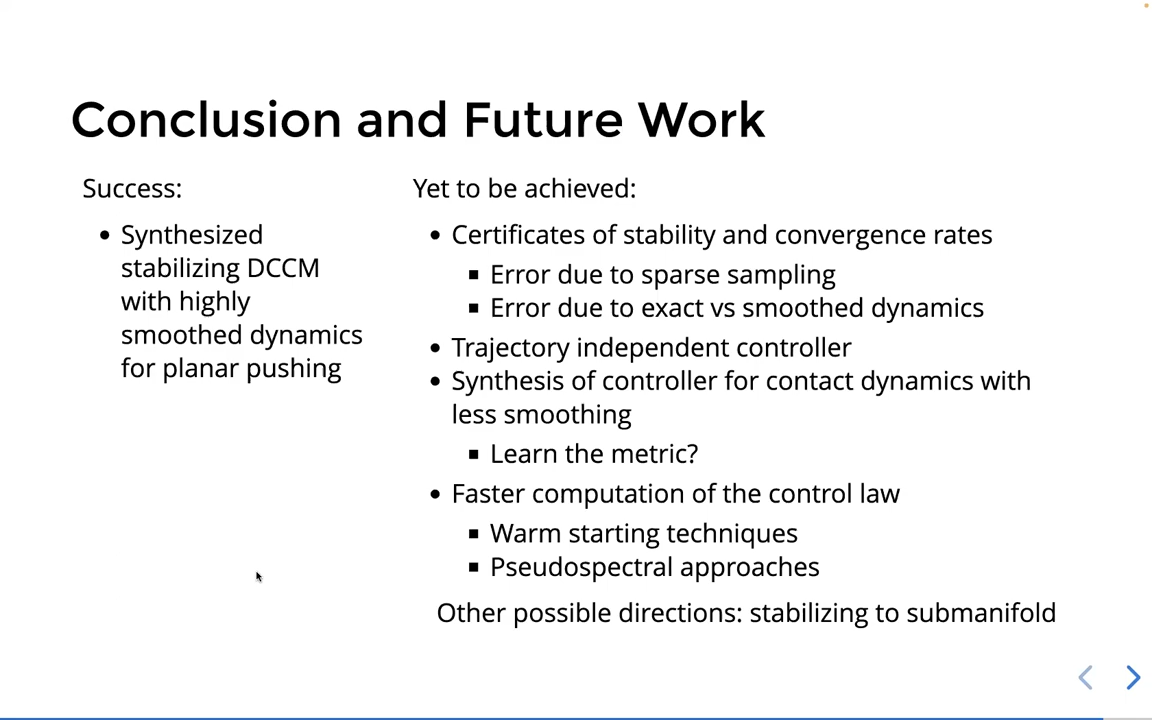 Conclusion and Future Work
Success:
• Synthesized
stabilizing DCCM
with highly
smoothed dynamics
for planar pushing
Yet to be achieved:
• Certificates of stability and convergence rates
▪ Error due to sparse sampling
▪ Error due to exact vs smoothed dynamics
• Trajectory independent controller
• Synthesis of controller for contact dynamics with
less smoothing
▪ Learn the metric?
• Faster computation of the control law
▪ Warm starting techniques
▪ Pseudospectral approaches
Other possible directions: stabilizing to submanifold